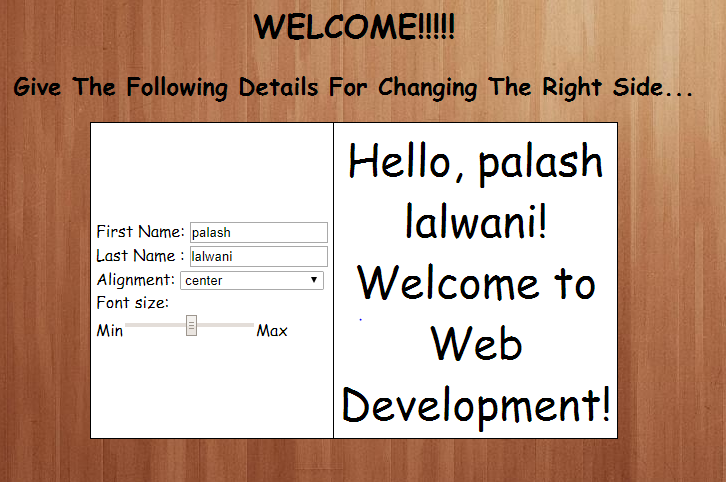 WELCOME!!!!!
Give The Following Details For Changing The Right Side...
First Name: palash
Last Name : lalwani
Alignment: center
Font size:
Min Max
Hello, palash
lalwani!
Welcome to
Web
Development!